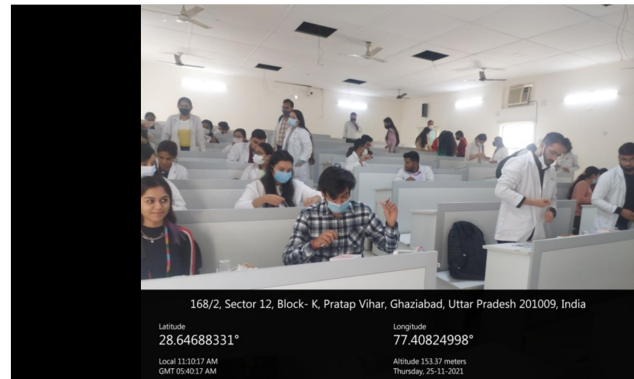 168/2, Sector 12, Block- K, Pratap Vihar, Ghaziabad, Uttar Pradesh 201009, India
Latitude
28.64688331°
Longitude
77.40824998°
Local 11:10:17 AM
GMT 05:40:17 AM
Altitude 153.37 meters
Thursday, 25-11-2021